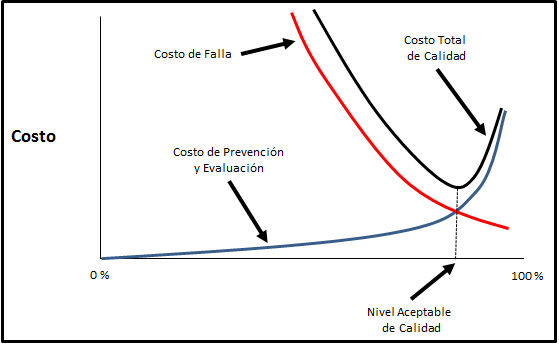 Costo de Falla
Costo Total
de Calidad
Costo
Costo de Prevención
y Evaluación
0 %
100 %
Nivel Aceptable
de Calidad